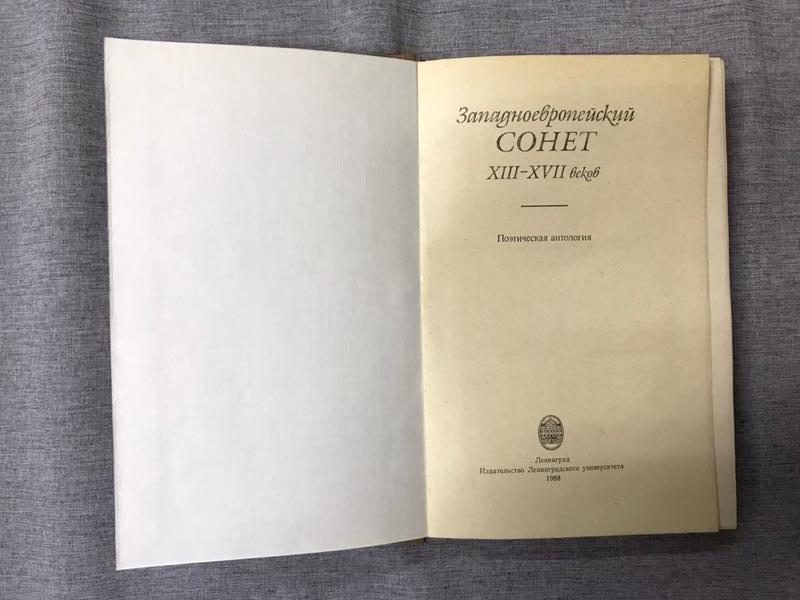 Западноевропейский
СОНЕТ
XIII–XVII веков
Поэтическая антология
Ленинград
Издательство Ленинградского университета
1988